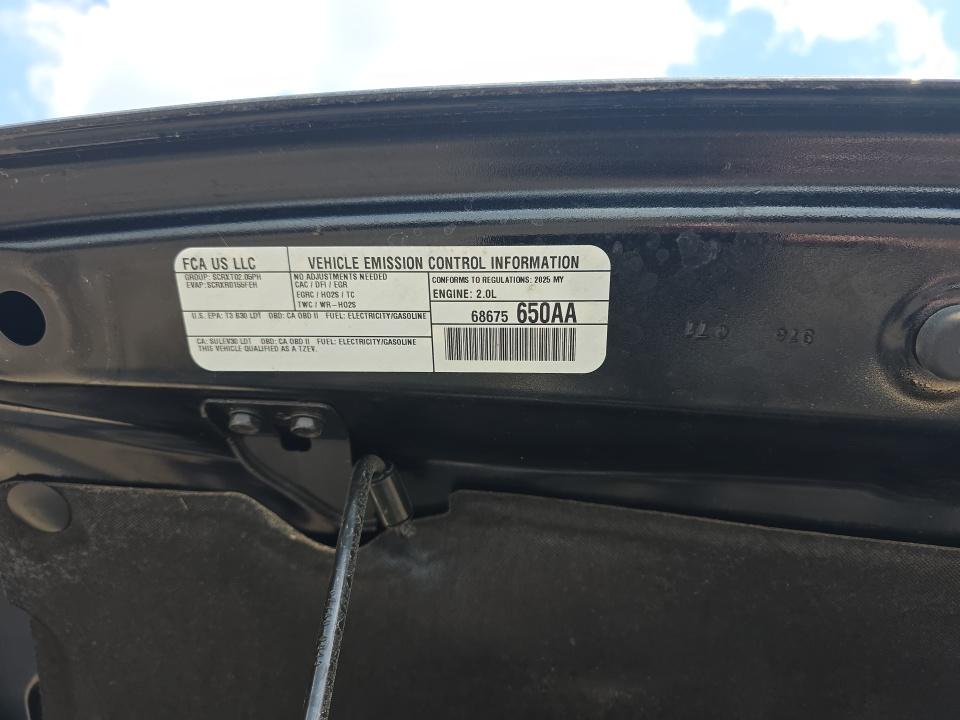 FCA US LLC
VEHICLE EMISSION CONTROL INFORMATION
GROUP: SCRXT02.05PH
EVAP: SCRXR0155FEH
NO ADJUSTMENTS NEEDED
CAC / DFI / EGR
EGRC / HO2S / TC
TWC / WR-HO2S
CONFORMS TO REGULATIONS: 2025 MY
ENGINE: 2.0L
U.S. EPA: T3 B30 LDT OBD: CA OBD II FUEL: ELECTRICITY/GASOLINE
68675 650AA
CA: SULEV30 LDT OBD: CA OBD II FUEL: ELECTRICITY/GASOLINE
THIS VEHICLE QUALIFIED AS A TZEV.